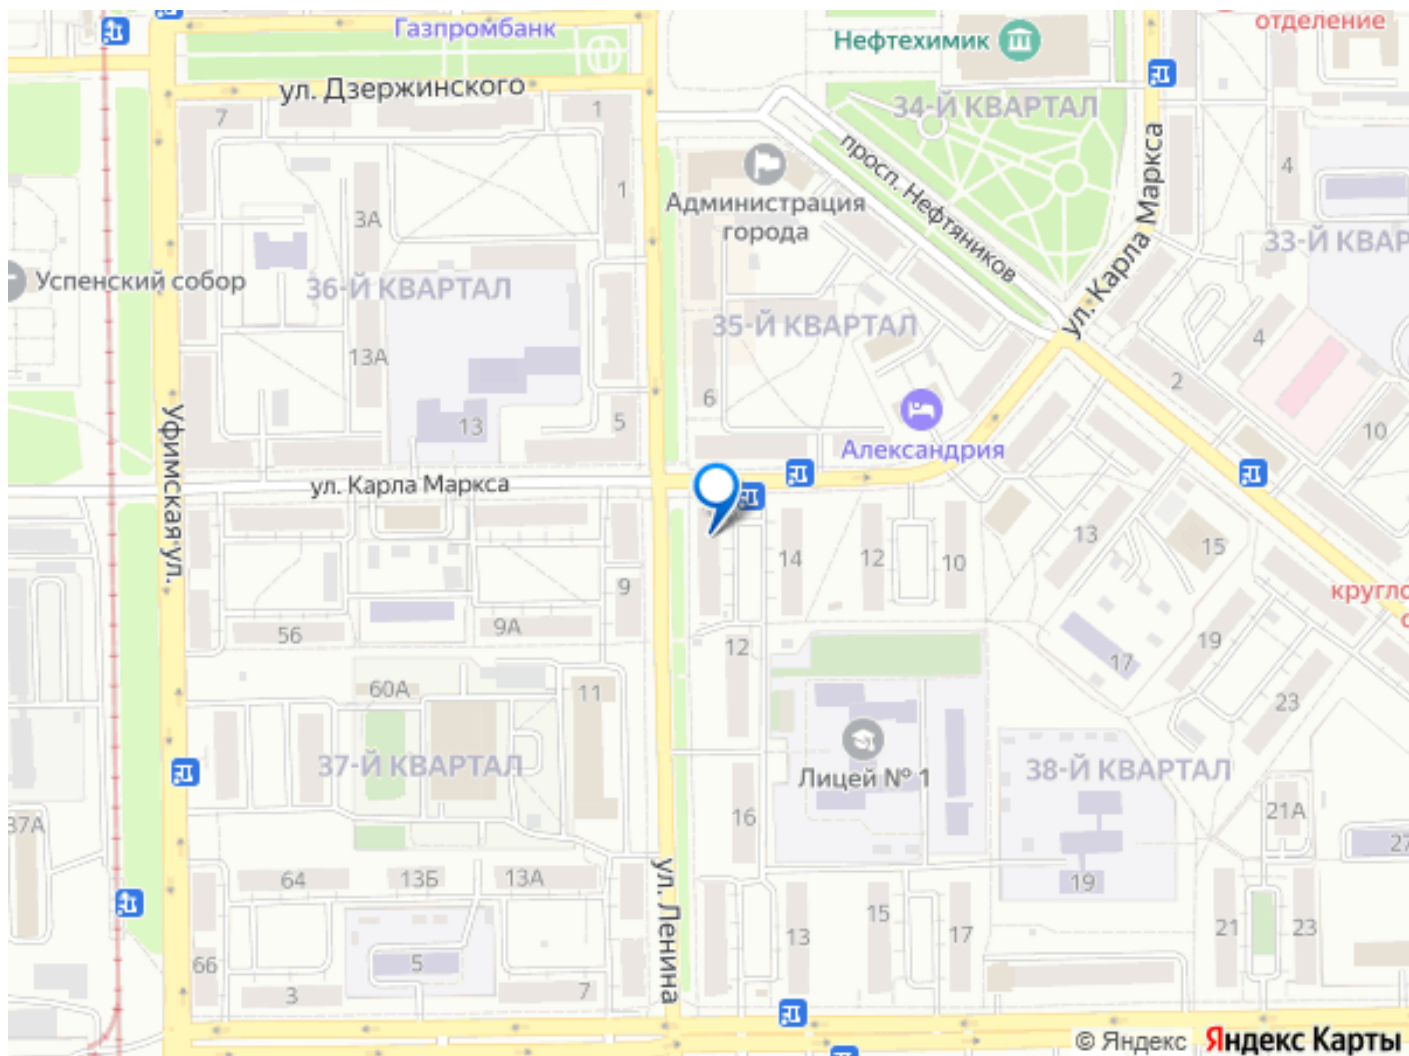 Газпромбанк
отделение
Нефтехимик
ул. Дзержинского
34-Й КВАРТАЛ
7
1
просп. Нефтяников
ул. Карла Маркса
4
1
3А
Администрация
города
33-Й КВАР
Успенский собор
36-Й КВАРТАЛ
35-Й КВАРТАЛ
4
13А
2
6
5
13
10
Александрия
Уфимская ул.
ул. Карла Маркса
14
12
10
13
15
9
56
9А
12
кругло
с
19
17
60А
11
23
37-Й КВАРТАЛ
Лицей № 1
38-Й КВАРТАЛ
16
21А
37А
27
64
13Б
13А
ул. Ленина
19
15
13
17
21
23
66
5
3
7
© Яндекс
Яндекс Карты